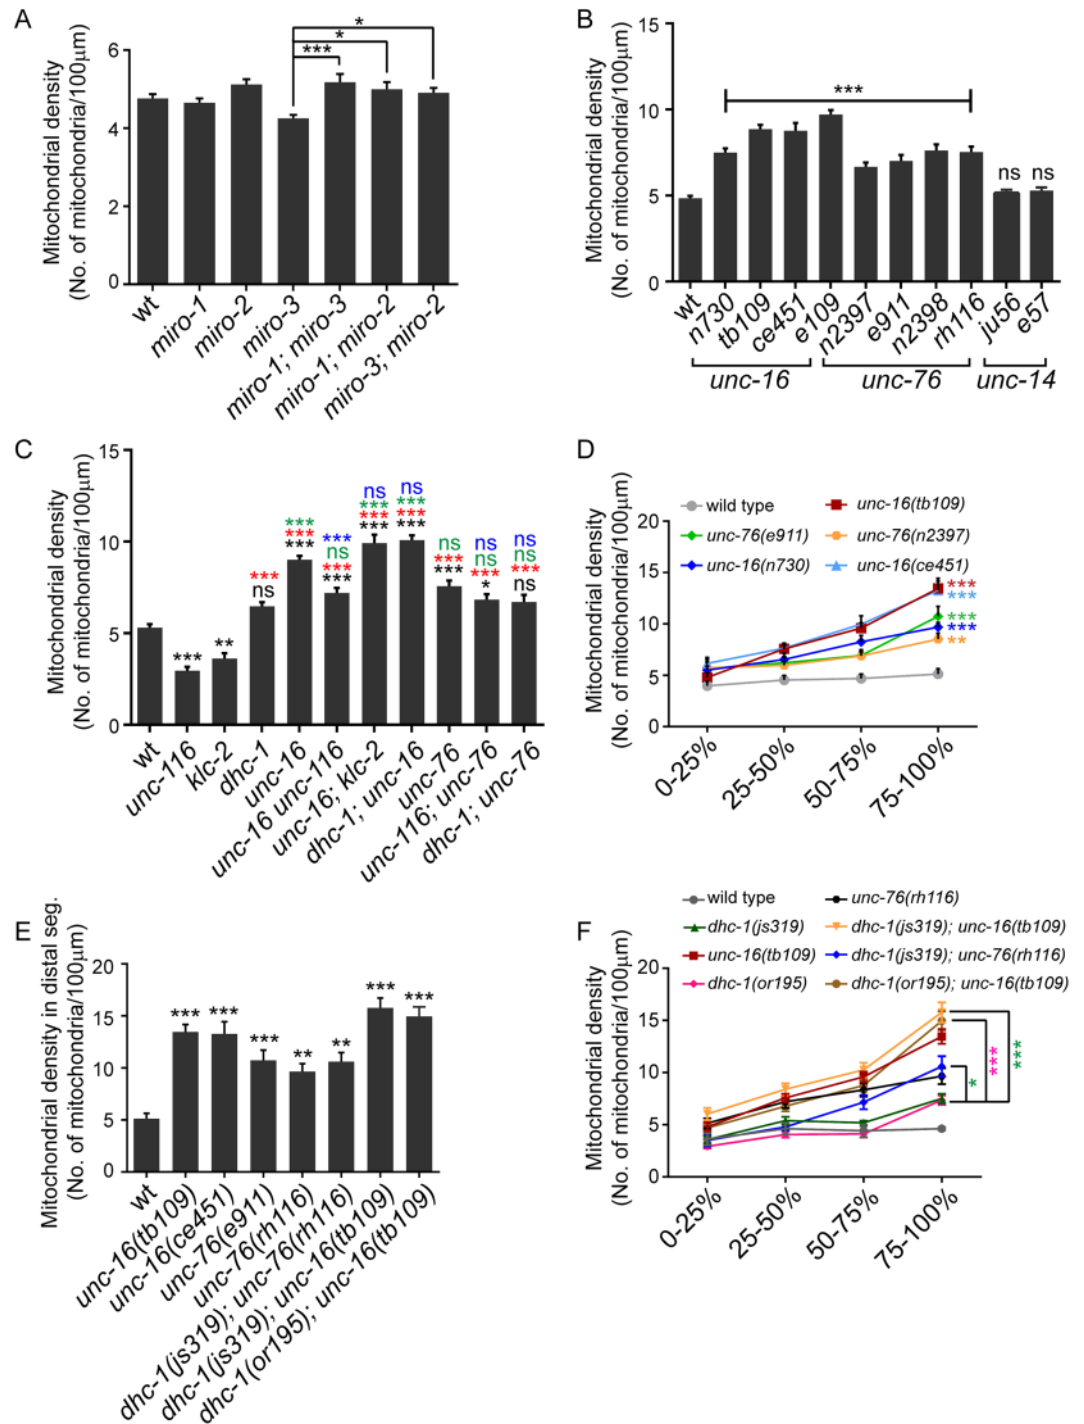 A
Mitochondrial density
(No. of mitochondria/100μm)
6
4
2
0
***
*
*
wt
miro-1
miro-2
miro-3
miro-1; miro-3
miro-1; miro-2
miro-3; miro-2
B
Mitochondrial density
(No. of mitochondria/100μm)
15
10
5
0
***
ns
ns
wt
n730
tb109
ce451
e109
n2397
e911
n2398
rh116
ju56
e57
unc-16
unc-76
unc-14
C
Mitochondrial density
(No. of mitochondria/100μm)
15
10
5
0
***
**
***
ns
***
***
***
***
ns
***
***
ns
***
***
***
ns
***
***
***
ns
***
***
ns
ns
***
*
ns
ns
***
ns
wt
unc-116
klc-2
dhc-1
unc-16
unc-16 unc-116
unc-16; klc-2
dhc-1; unc-16
unc-76
unc-116; unc-76
dhc-1; unc-76
D
wild type
unc-16(tb109)
unc-76(e911)
unc-76(n2397)
unc-16(n730)
unc-16(ce451)
Mitochondrial density
(No. of mitochondria/100μm)
20
15
10
5
0
***
***
***
***
**
0-25%
25-50%
50-75%
75-100%
E
Mitochondrial density in distal seg.
(No. of mitochondria/100μm)
20
15
10
5
0
***
***
***
**
**
***
***
wt
unc-16(tb109)
unc-16(ce451)
unc-76(e911)
unc-76(rh116)
dhc-1(js319); unc-76(rh116)
dhc-1(js319); unc-16(tb109)
dhc-1(or195); unc-16(tb109)
F
wild type
unc-76(rh116)
dhc-1(js319)
dhc-1(js319); unc-16(tb109)
unc-16(tb109)
dhc-1(js319); unc-76(rh116)
dhc-1(or195)
dhc-1(or195); unc-16(tb109)
Mitochondrial density
(No. of mitochondria/100μm)
20
15
10
5
0
*
***
***
0-25%
25-50%
50-75%
75-100%